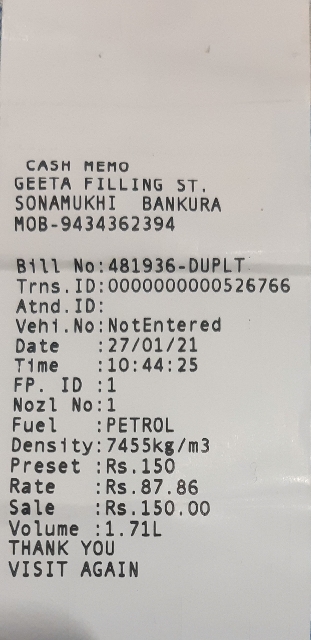 CASH MEMO
GEETA FILLING ST.
SONAMUKHI BANKURA
MOB-9434362394
Bill No:481936-DUPLT
Trns.ID:0000000000526766
Atnd.ID:
Vehi.No:NotEntered
Date :27/01/21
Time :10:44:25
FP. ID :1
Nozl No:1
Fuel :PETROL
Density:7455kg/m3
Preset :Rs.150
Rate :Rs.87.86
Sale :Rs.150.00
Volume :1.71L
THANK YOU
VISIT AGAIN